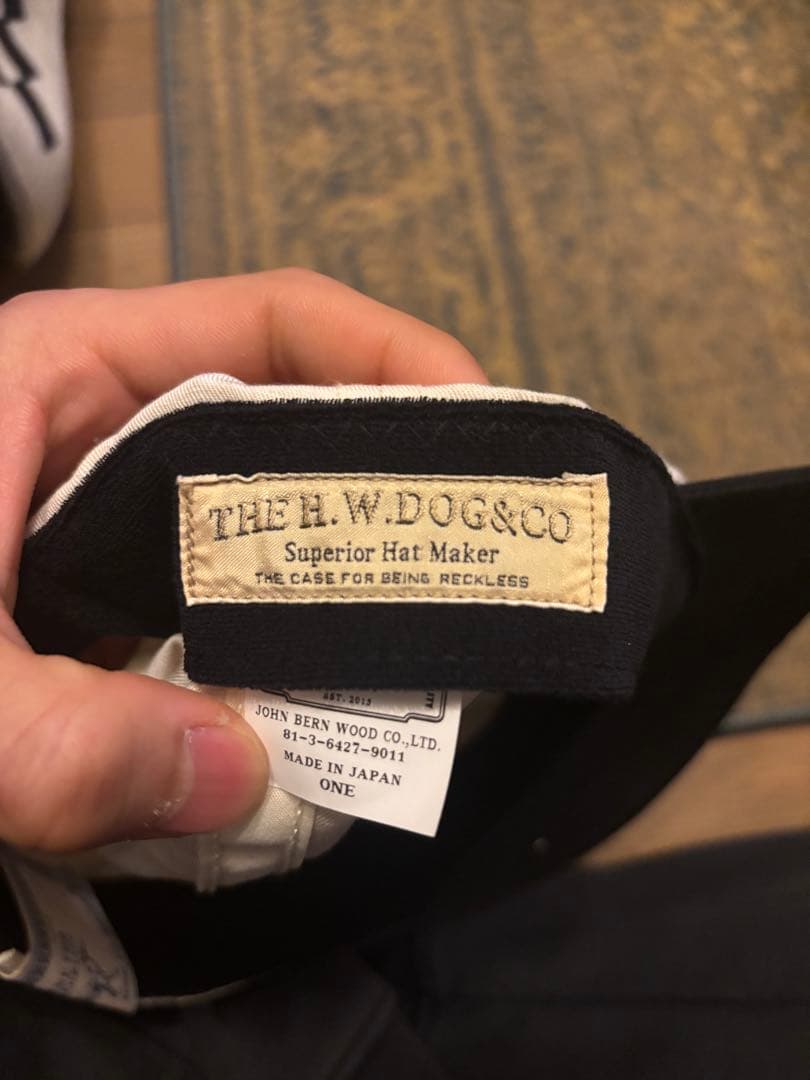 THE H.W.DOG&CO
Superior Hat Maker
THE CASE FOR BEING RECKLESS
EST. 2013
JOHN BERN WOOD CO.,LTD.
81-3-6427-9011
MADE IN JAPAN
ONE